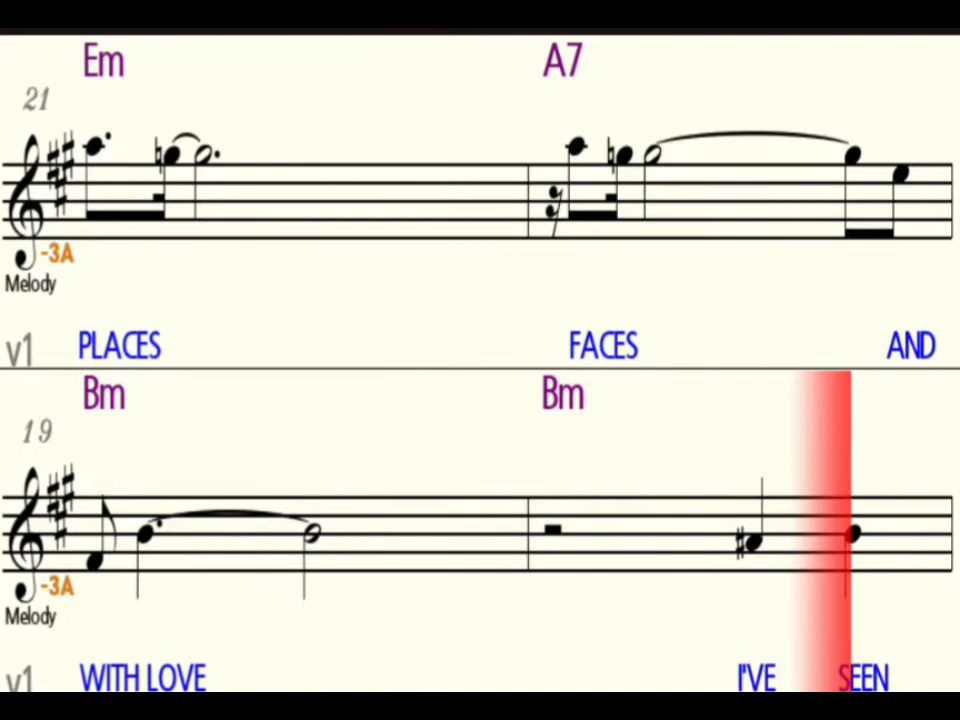 Em A7
21
-3A
Melody
v1 PLACES FACES AND
Bm Bm
19
-3A
Melody
v1 WITH LOVE I'VE SEEN